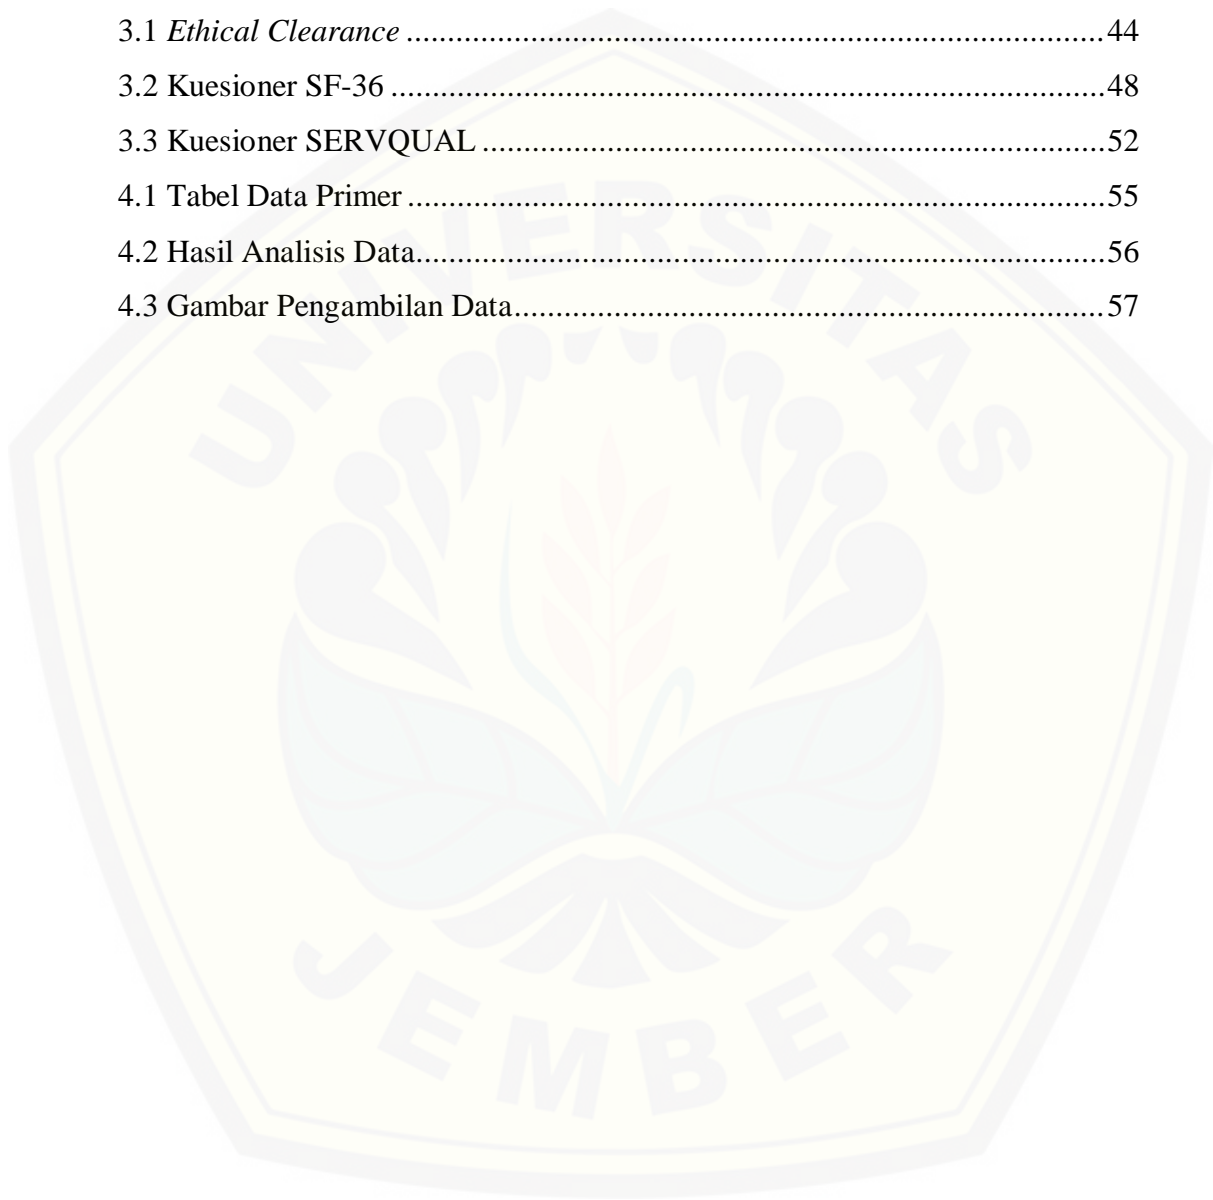 3.1 Ethical Clearance ....................................................................................44
3.2 Kuesioner SF-36 ......................................................................................48
3.3 Kuesioner SERVQUAL ...........................................................................52
4.1 Tabel Data Primer ....................................................................................55
4.2 Hasil Analisis Data...................................................................................56
4.3 Gambar Pengambilan Data.......................................................................57
UNIVERSITAS
JEMBER